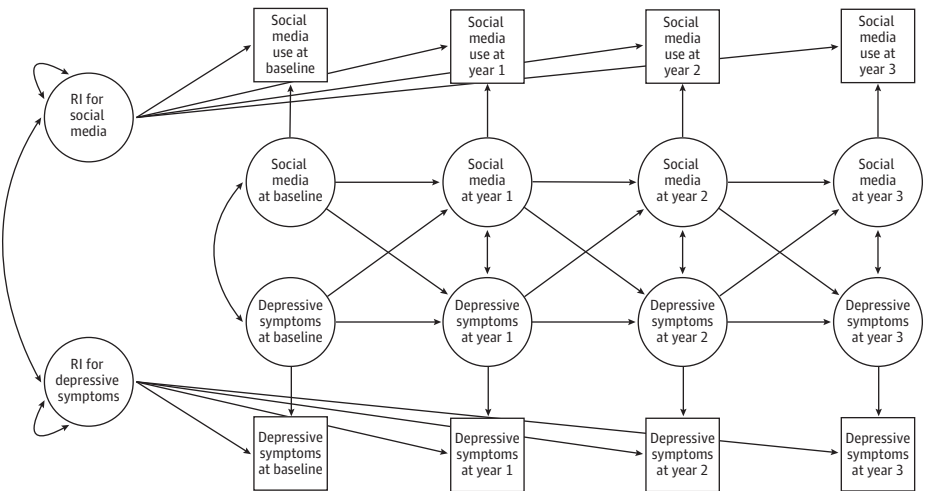 Social
media
use at
baseline
Social
media
use at
year 1
Social
media
use at
year 2
Social
media
use at
year 3
RI for
social
media
Social
media
at baseline
Social
media
at year 1
Social
media
at year 2
Social
media
at year 3
Depressive
symptoms
at baseline
Depressive
symptoms
at year 1
Depressive
symptoms
at year 2
Depressive
symptoms
at year 3
RI for
depressive
symptoms
Depressive
symptoms
at baseline
Depressive
symptoms
at year 1
Depressive
symptoms
at year 2
Depressive
symptoms
at year 3